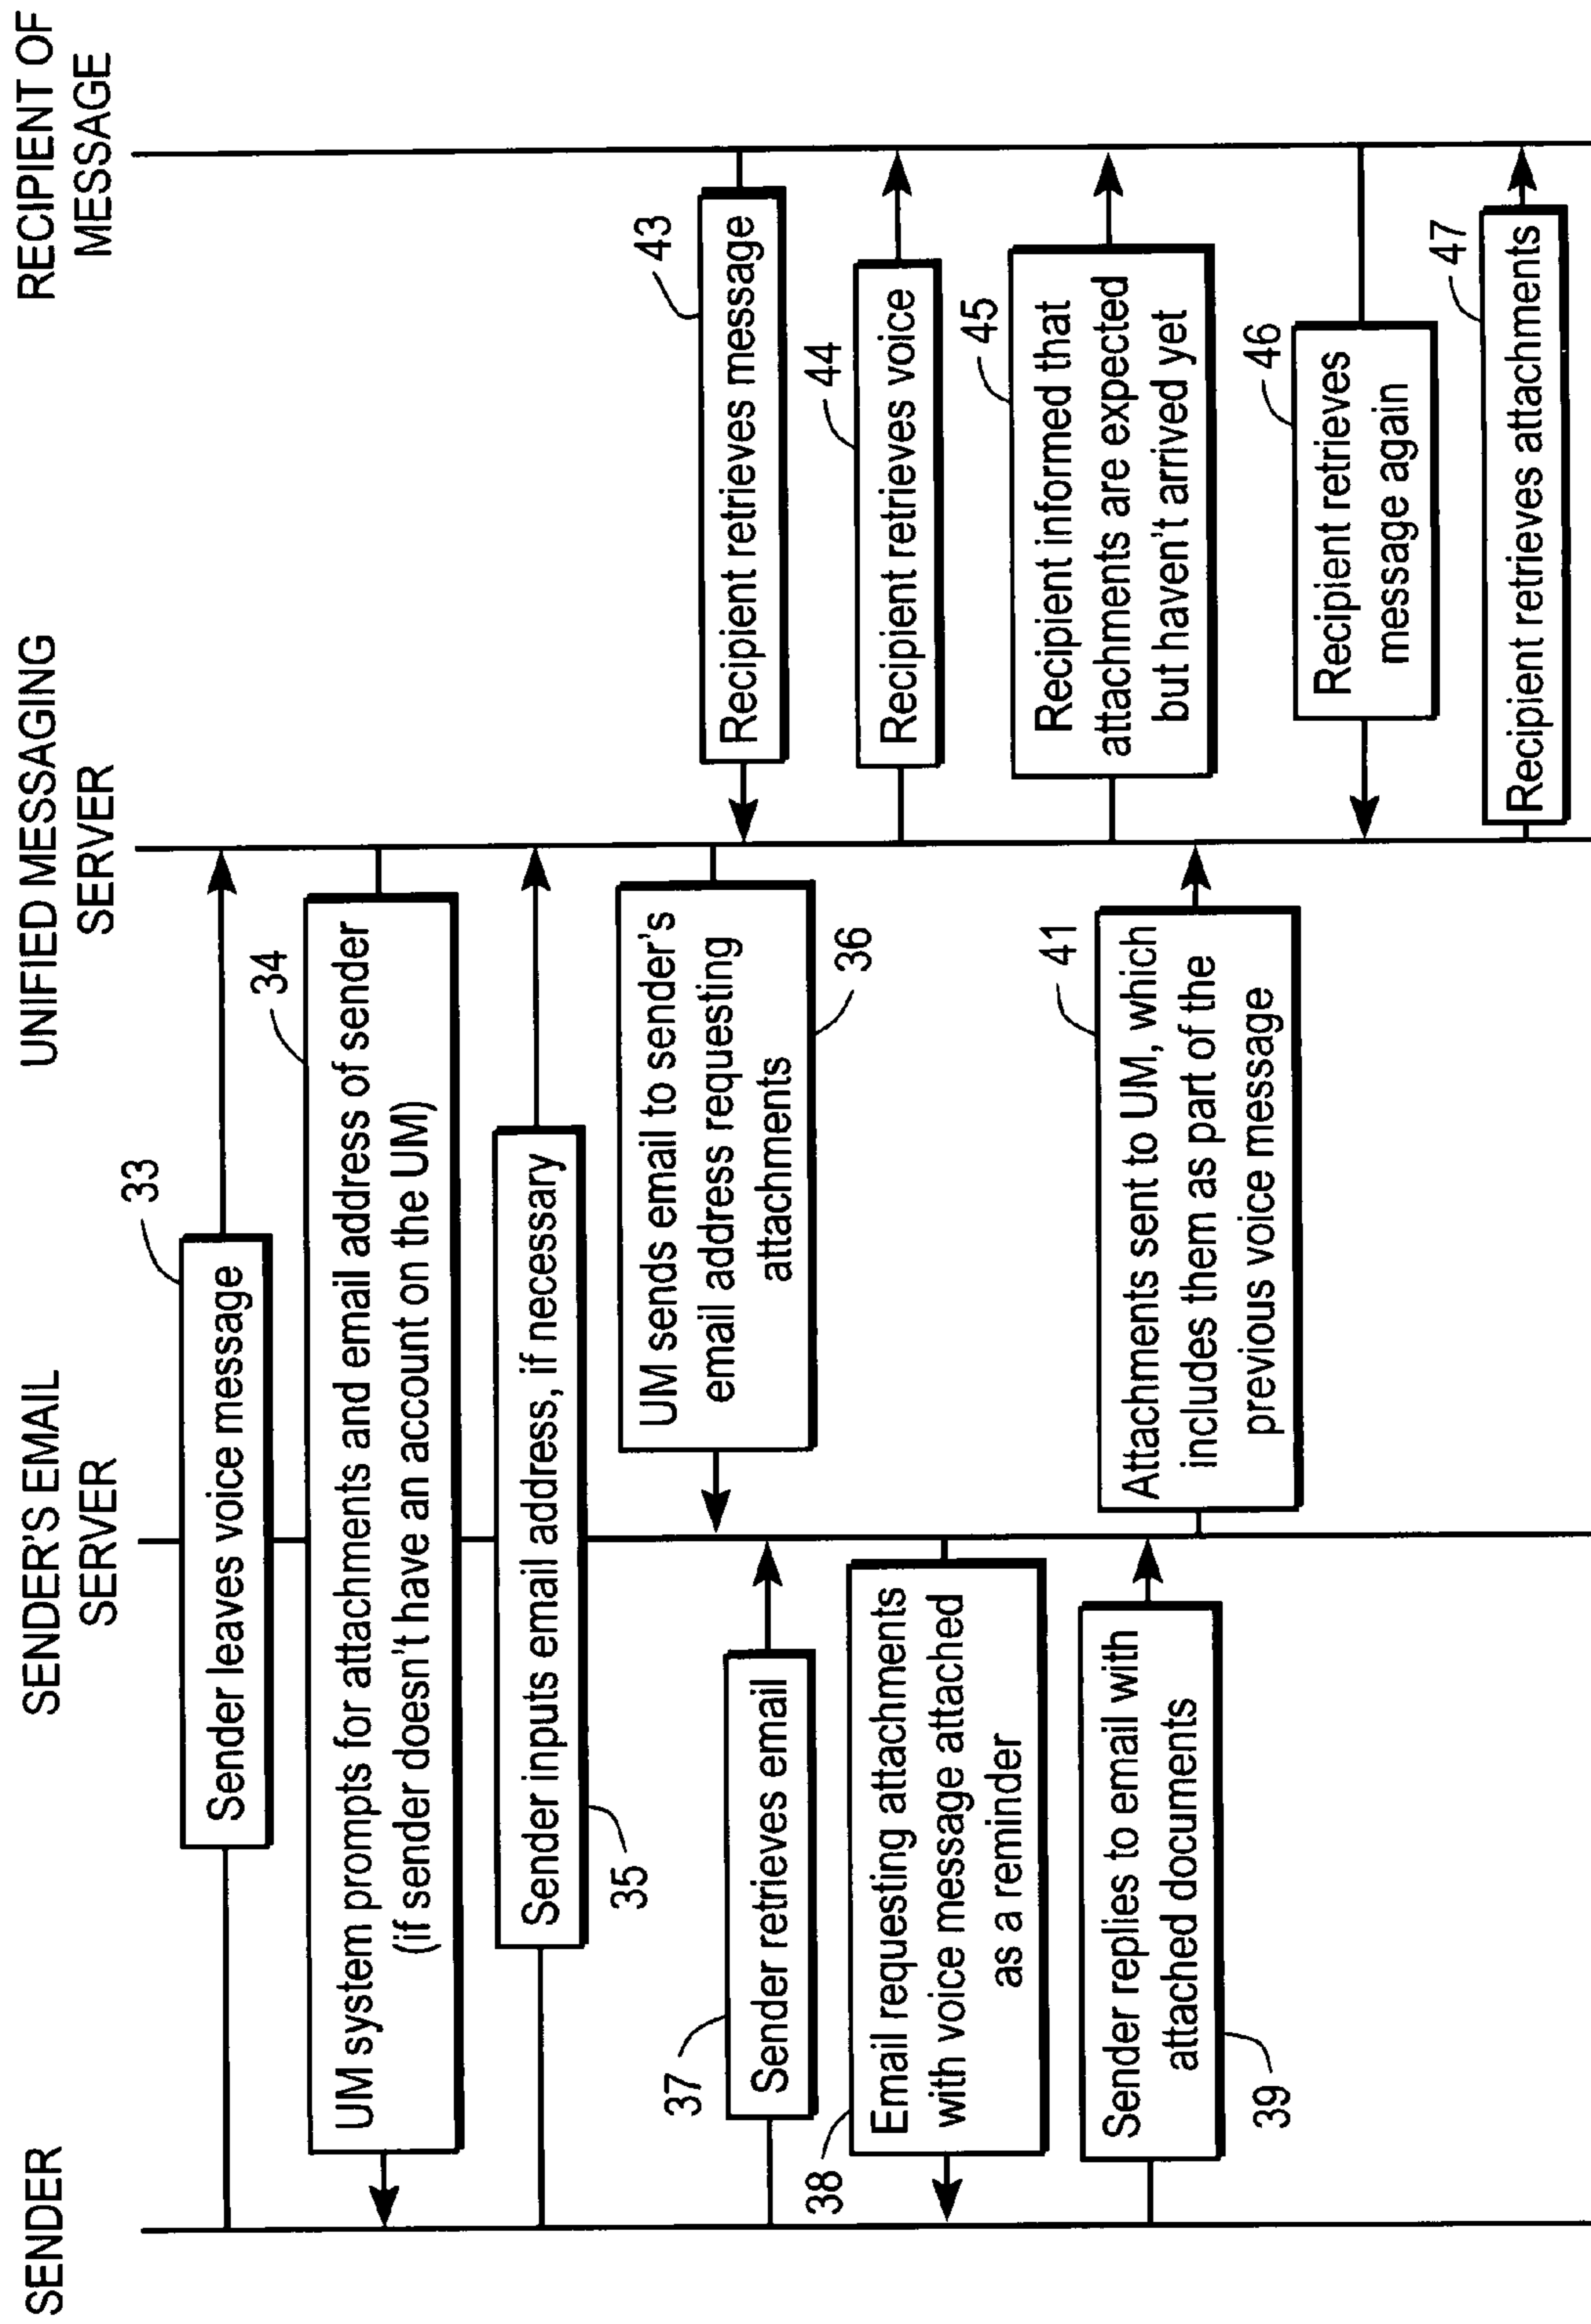 SENDER
SENDER'S EMAIL
SERVER
UNIFIED MESSAGING
SERVER
RECIPIENT OF
MESSAGE
33
Sender leaves voice message
34
UM system prompts for attachments and email address of sender
(if sender doesn't have an account on the UM)
Sender inputs email address, if necessary
35
UM sends email to sender's
email address requesting
attachments
36
43
Recipient retrieves message
37
Sender retrieves email
44
Recipient retrieves voice
38
Email requesting attachments
with voice message attached
as a reminder
45
Recipient informed that
attachments are expected
but haven't arrived yet
Sender replies to email with
attached documents
39
41
Attachments sent to UM, which
includes them as part of the
previous voice message
46
Recipient retrieves
message again
47
Recipient retrieves attachments